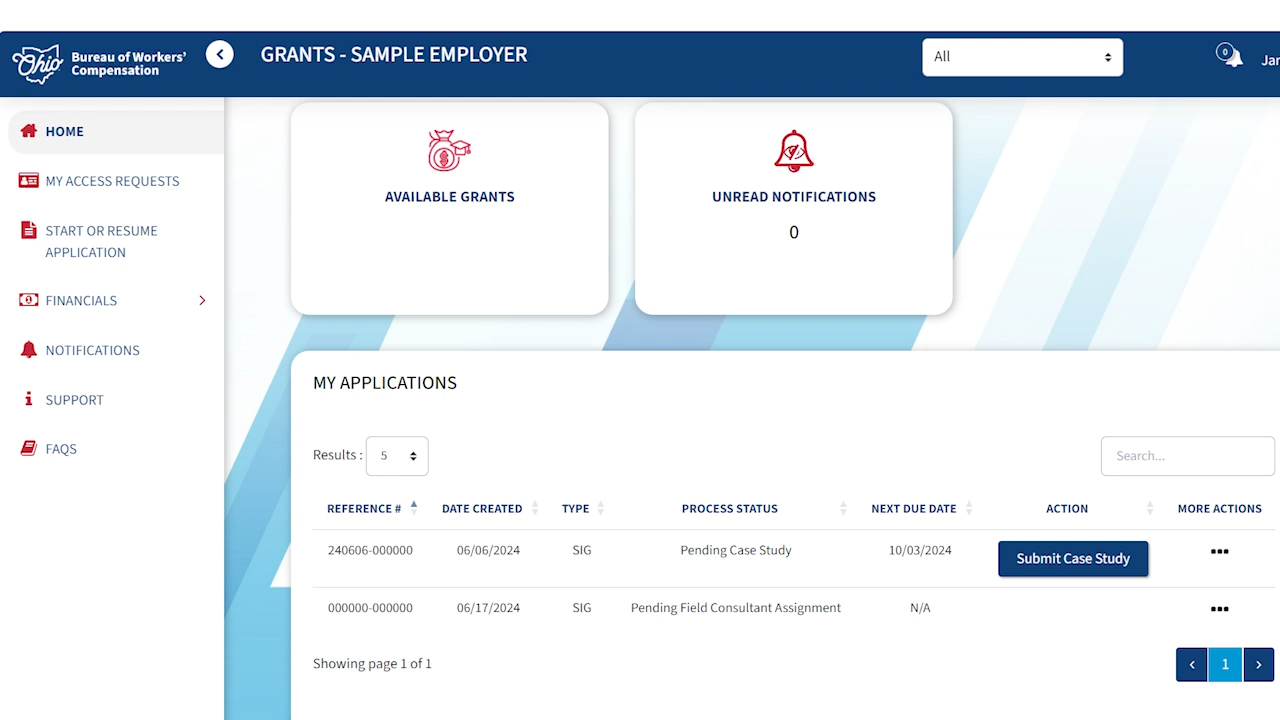 Ohio
Bureau of Workers'
Compensation
GRANTS - SAMPLE EMPLOYER
All
0
Jar
HOME
MY ACCESS REQUESTS
START OR RESUME
APPLICATION
FINANCIALS
NOTIFICATIONS
SUPPORT
FAQS
AVAILABLE GRANTS
UNREAD NOTIFICATIONS
0
MY APPLICATIONS
Results : 5
Search...
REFERENCE # DATE CREATED TYPE PROCESS STATUS NEXT DUE DATE ACTION MORE ACTIONS
240606-000000 06/06/2024 SIG Pending Case Study 10/03/2024 Submit Case Study
000000-000000 06/17/2024 SIG Pending Field Consultant Assignment N/A
Showing page 1 of 1
‹ 1 ›